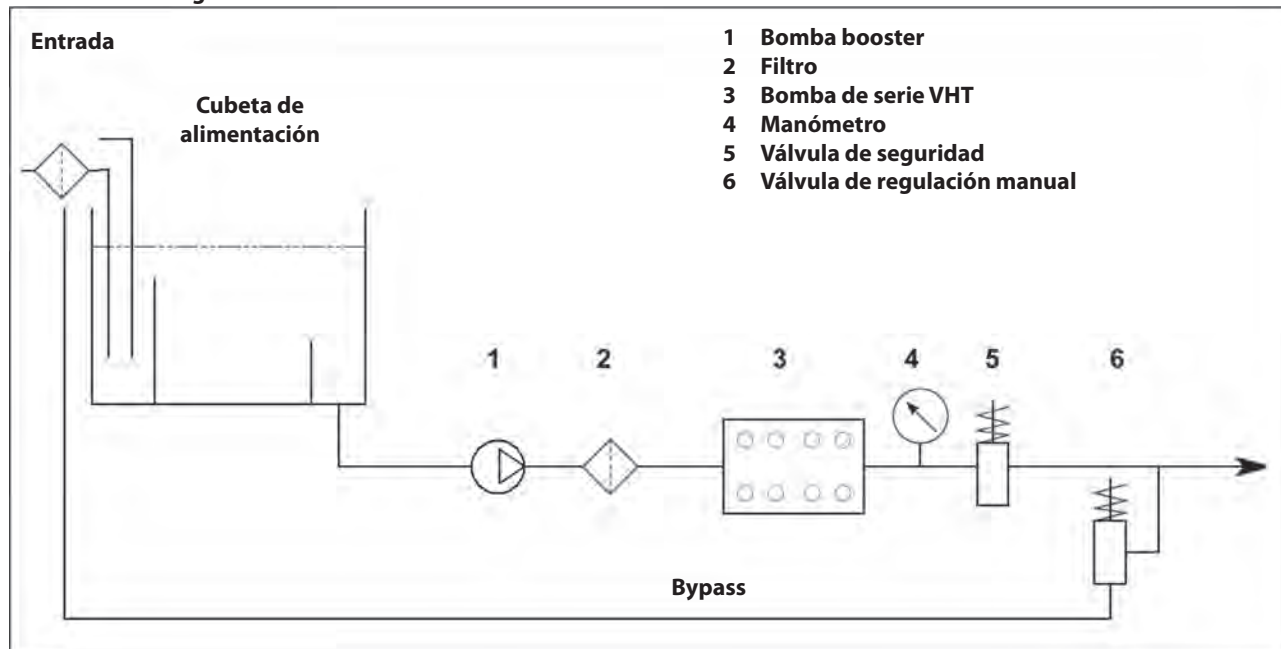 Entrada
Cubeta de
alimentación
1 Bomba booster
2 Filtro
3 Bomba de serie VHT
4 Manómetro
5 Válvula de seguridad
6 Válvula de regulación manual
1 2 3 4 5 6
Bypass